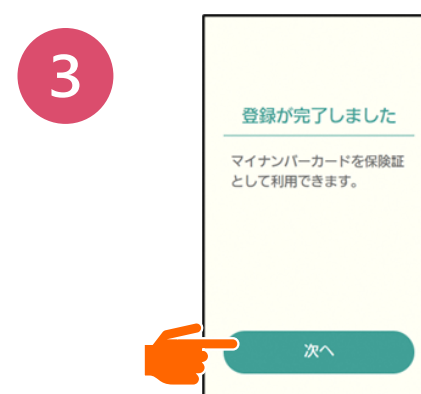 3
登録が完了しました
マイナンバーカードを保険証
として利用できます。
次へ